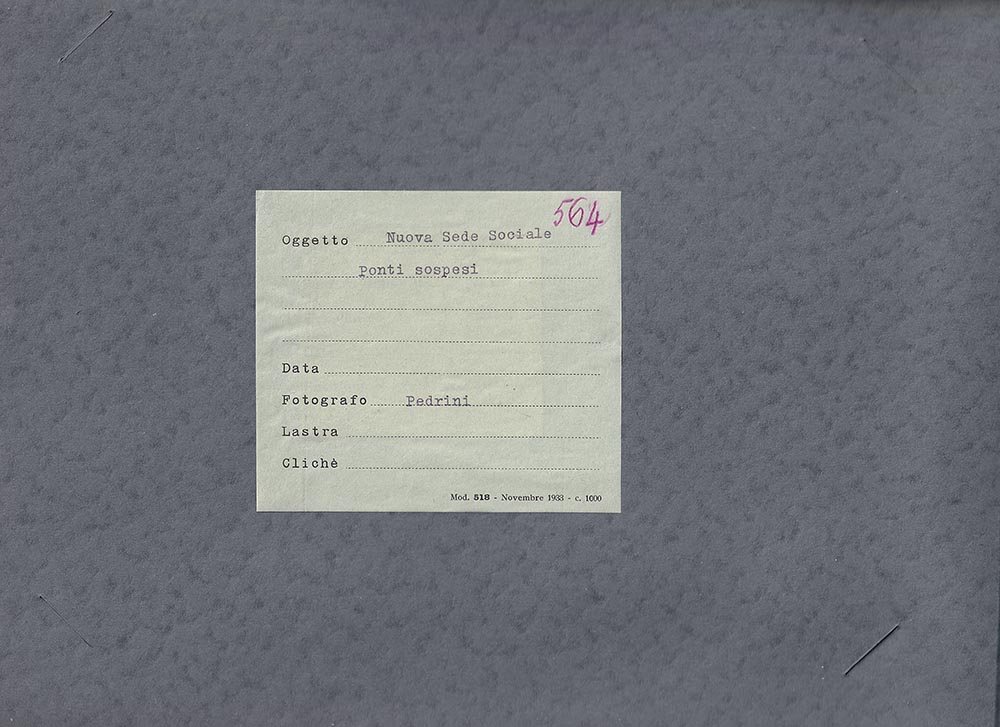 564
Oggetto Nuova Sede Sociale
Ponti sospesi
Data
Fotografo Pedrini
Lastra
Clichè
Mod. 518 - Novembre 1933 - c. 1000